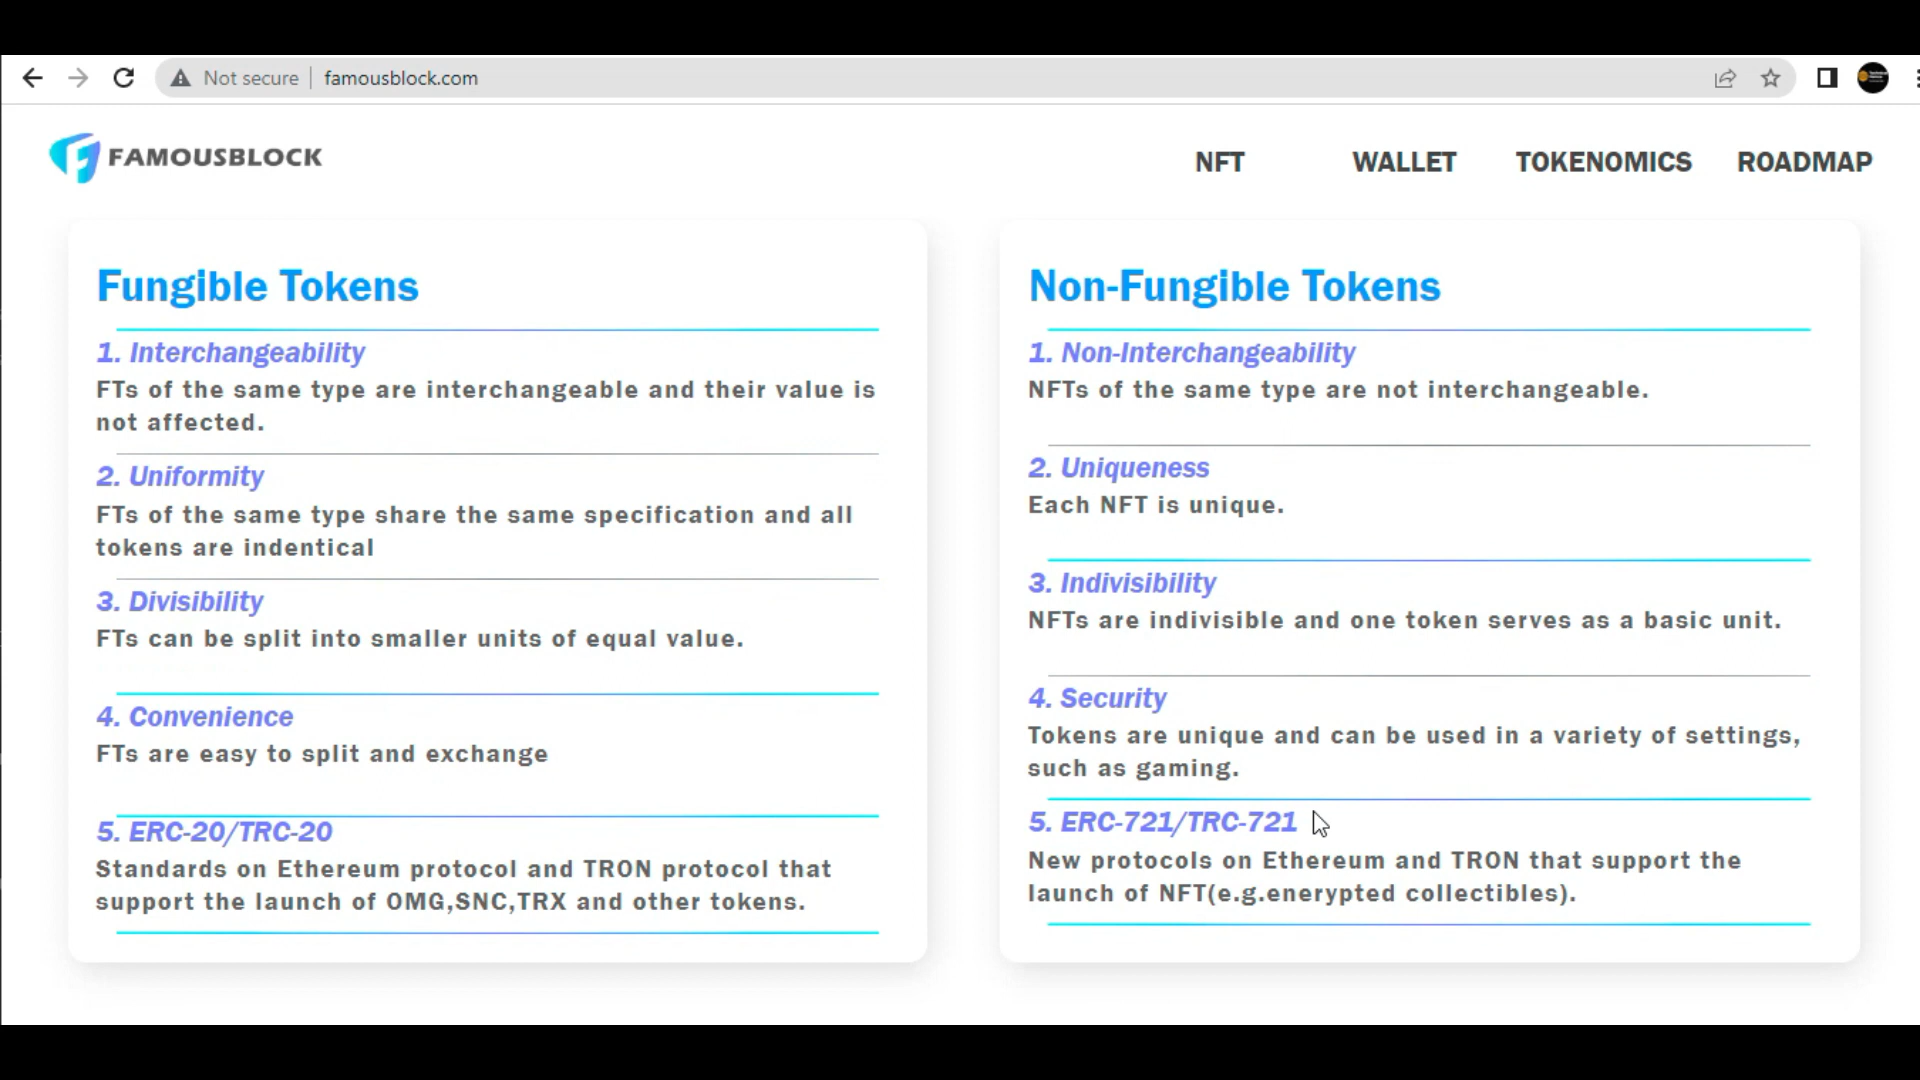 Not secure
famousblock.com
FAMOUSBLOCK
NFT
WALLET
TOKENOMICS
ROADMAP
Fungible Tokens
1. Interchangeability
FTs of the same type are interchangeable and their value is
not affected.
2. Uniformity
FTs of the same type share the same specification and all
tokens are indentical
3. Divisibility
FTs can be split into smaller units of equal value.
4. Convenience
FTs are easy to split and exchange
5. ERC-20/TRC-20
Standards on Ethereum protocol and TRON protocol that
support the launch of OMG,SNC,TRX and other tokens.
Non-Fungible Tokens
1. Non-Interchangeability
NFTs of the same type are not interchangeable.
2. Uniqueness
Each NFT is unique.
3. Indivisibility
NFTs are indivisible and one token serves as a basic unit.
4. Security
Tokens are unique and can be used in a variety of settings,
such as gaming.
5. ERC-721/TRC-721
New protocols on Ethereum and TRON that support the
launch of NFT(e.g.enerypted collectibles).